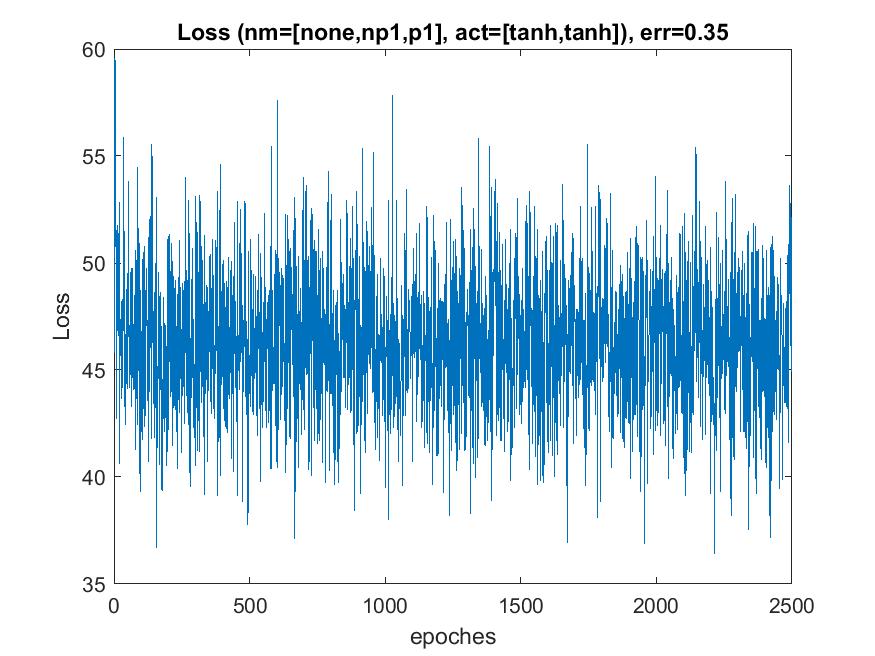 Loss (nm=[none,np1,p1], act=[tanh,tanh]), err=0.35
60
55
50
45
40
35
Loss
0 500 1000 1500 2000 2500
epoches